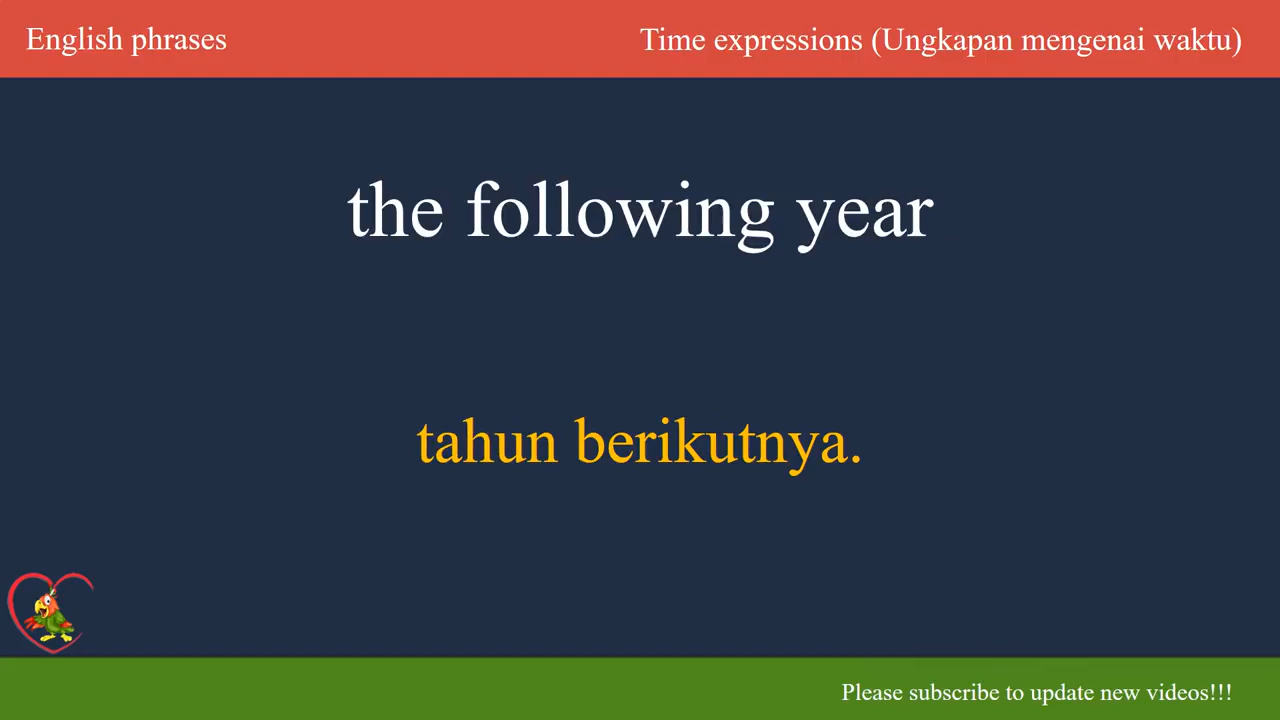 English phrases
Time expressions (Ungkapan mengenai waktu)
the following year
tahun berikutnya.
Please subscribe to update new videos!!!